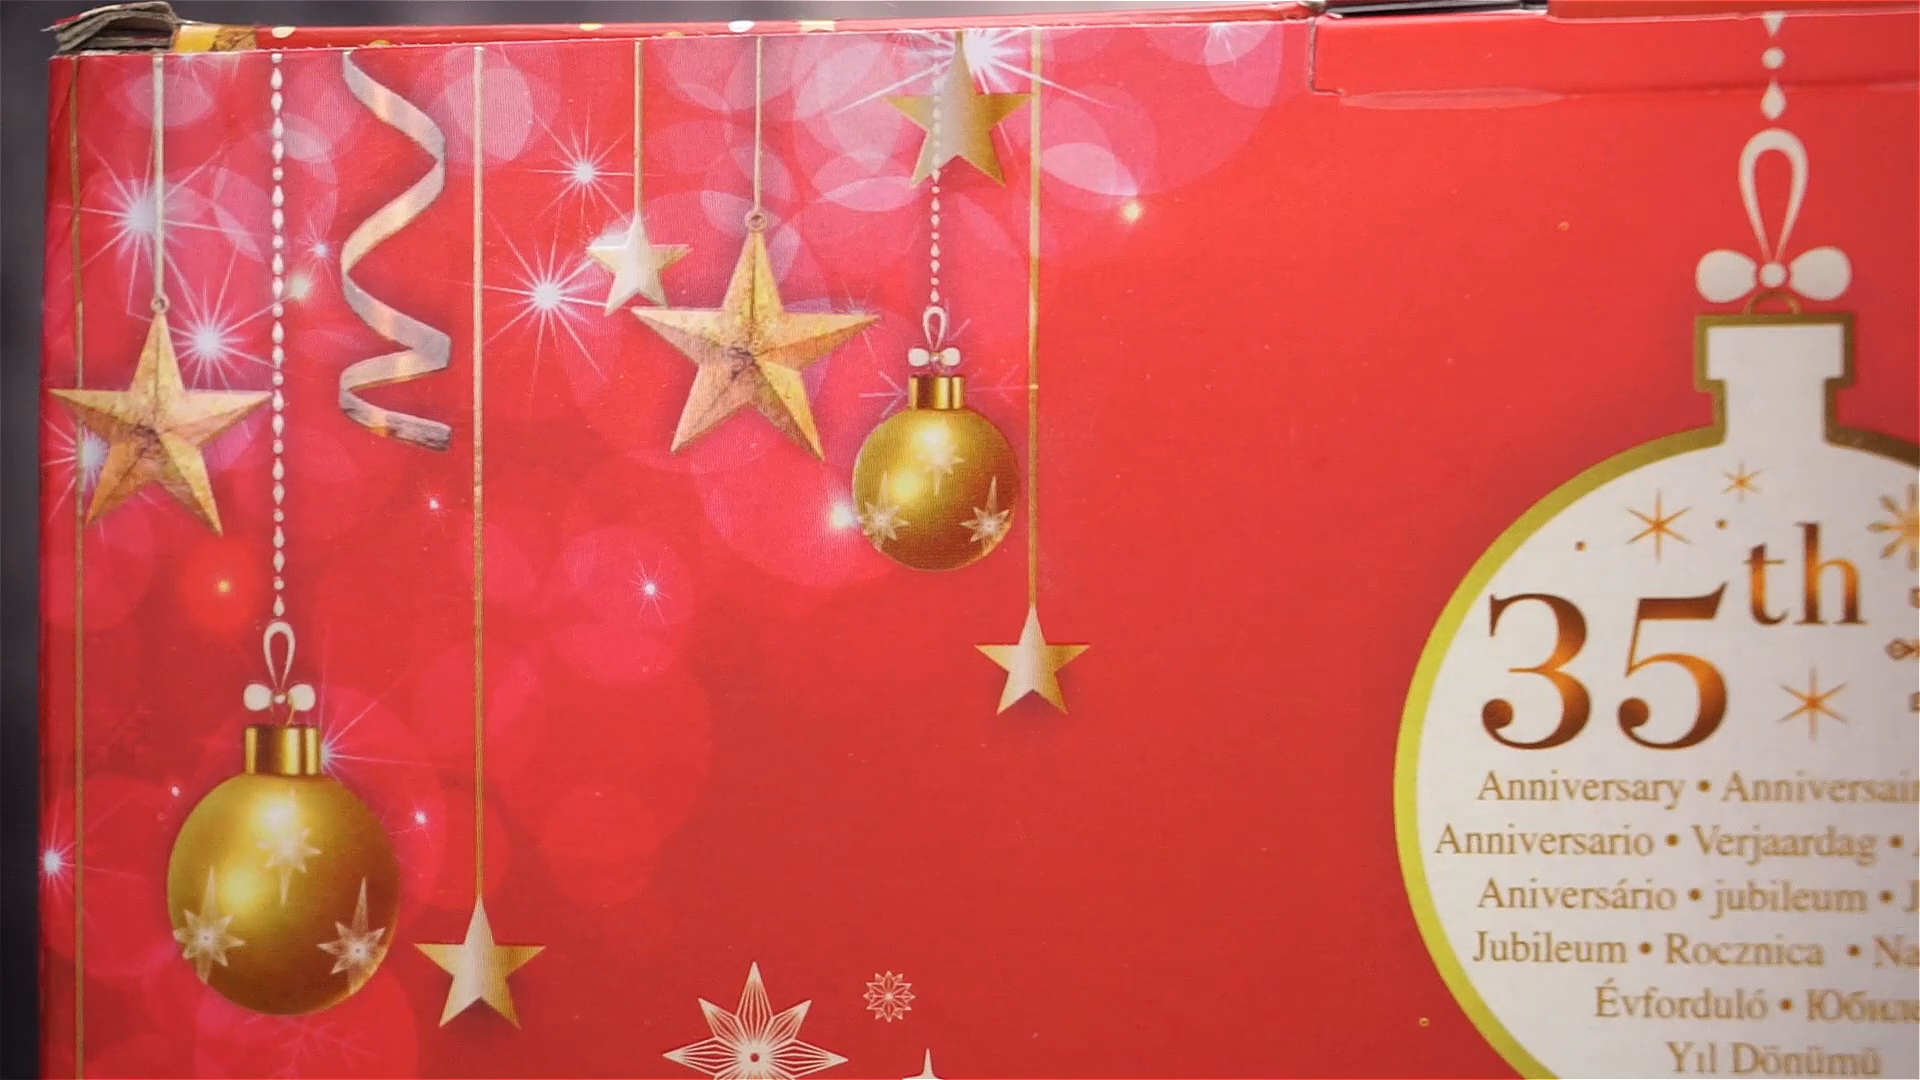 35th
Anniversary •
Anniversario • Verjaardag •
Aniversário • jubileum •
Jubileum • Rocznica •
Évforduló •
Yıl Dönümü